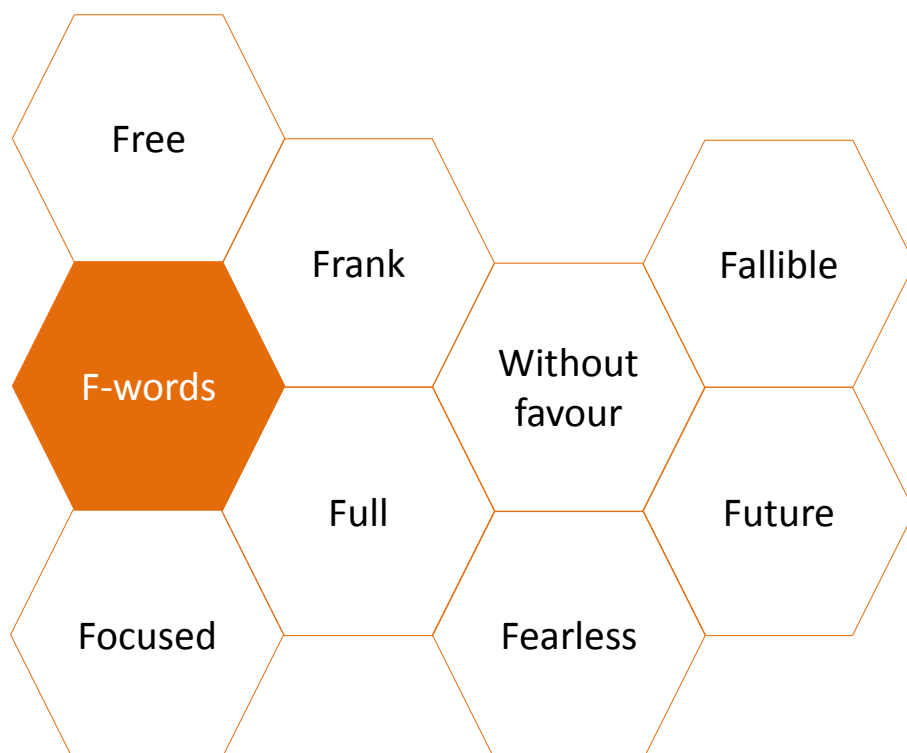 Free
Frank
Fallible
F-words
Without
favour
Full
Future
Focused
Fearless